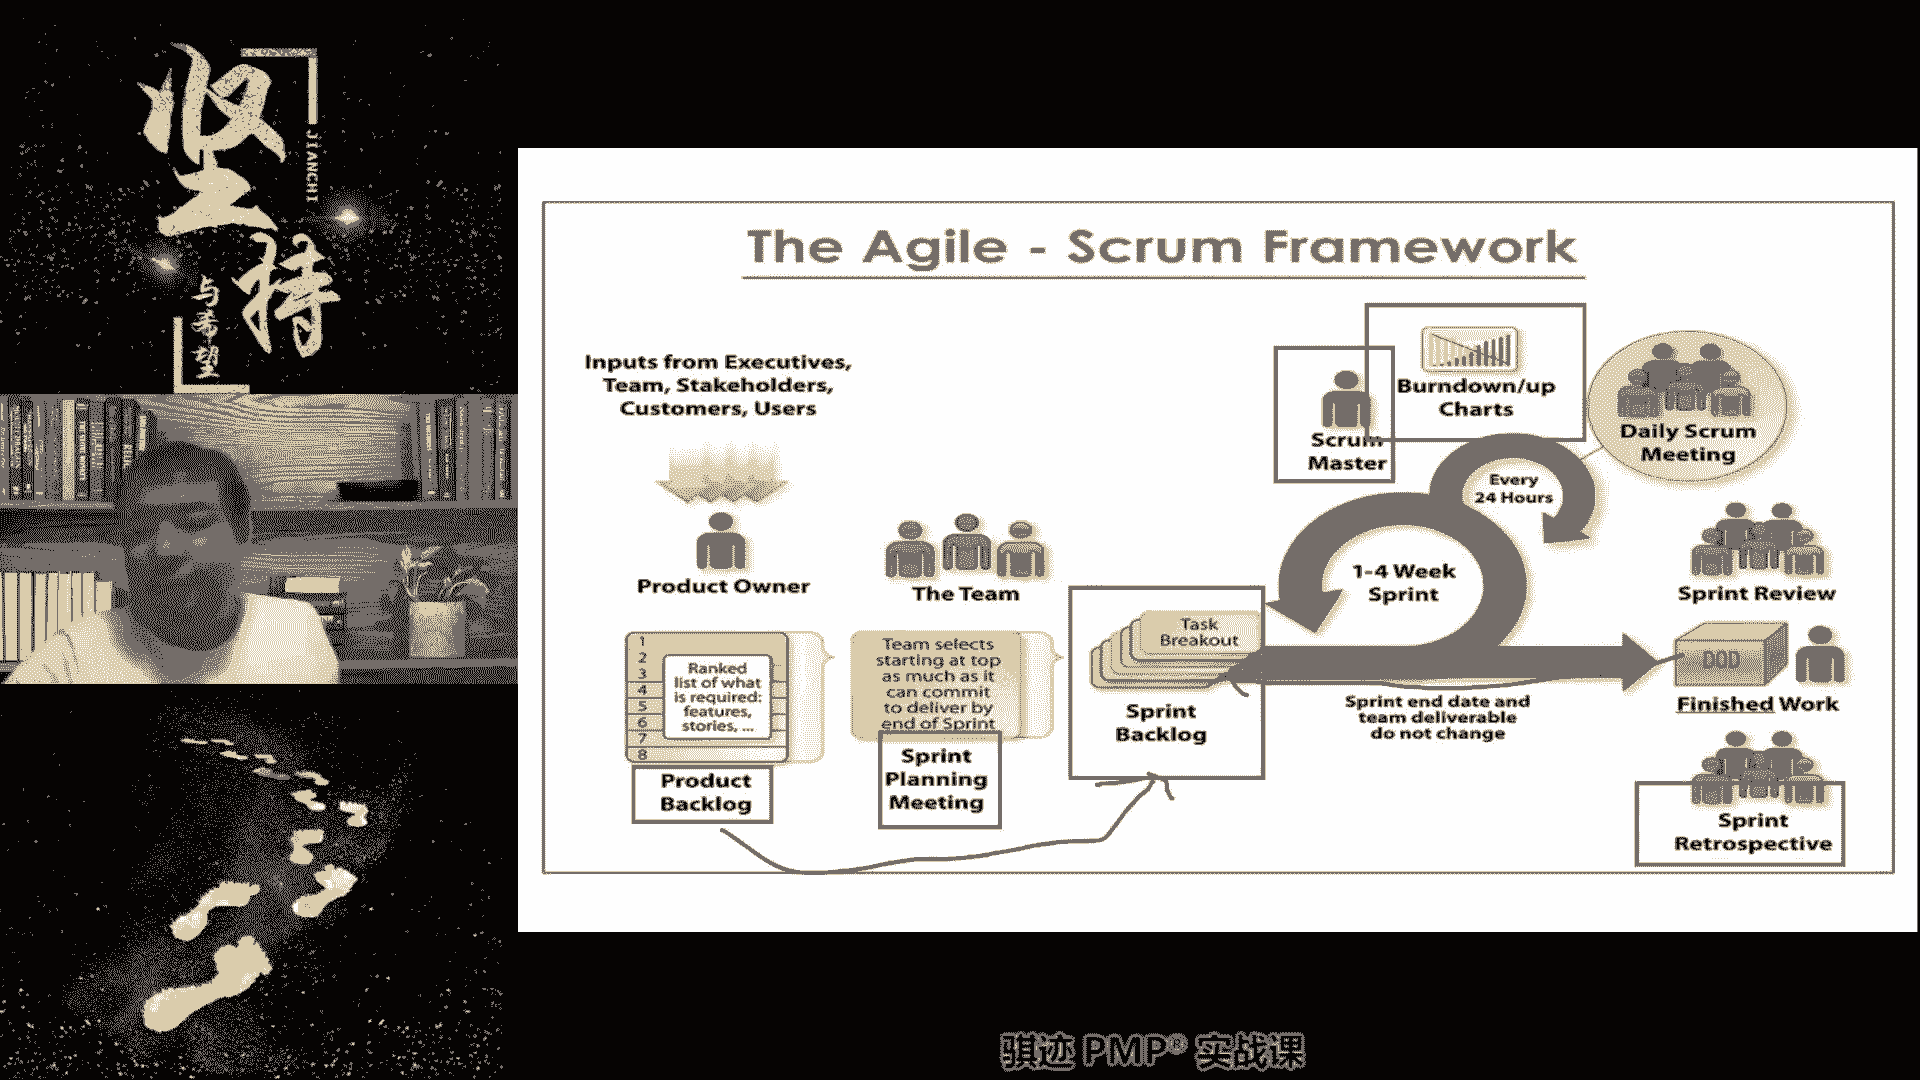 坚
持
JIANCHI
与希望
The Agile - Scrum Framework
Inputs from Executives,
Team, Stakeholders,
Customers, Users
Product Owner
The Team
1
2
3
4
5
6
7
8
Ranked
list of what
is required:
features,
stories, ...
Product
Backlog
Team selects
starting at top
as much as it
can commit
to deliver by
end of Sprint
Sprint
Planning
Meeting
Task
Breakout
Sprint
Backlog
Scrum
Master
Burndown/up
Charts
Every
24 Hours
1-4 Week
Sprint
Daily Scrum
Meeting
Sprint end date and
team deliverable
do not change
Sprint Review
DOD
Finished Work
Sprint
Retrospective
骐迹 PMP® 实战课